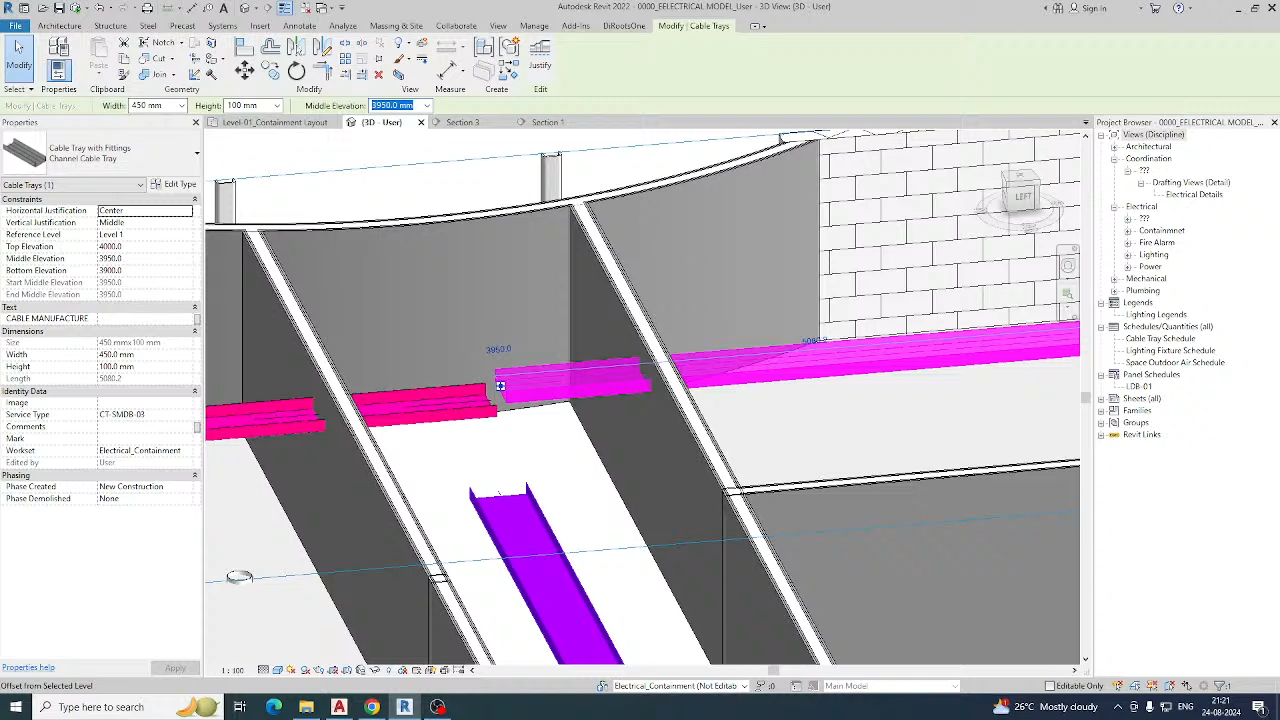 Autodesk Revit 2022 - 0000_EELECTRICAL MODEL_User - 3D View: (3D - User)
Sign In
File
Architecture
Annotate
Analyze
Massing & Site
Collaborate
View
Manage
Add-Ins
DiRootsOne
Modify | Cable Trays
Modify
Paste
Notch
Cut
Join
Justify
Select
Properties
Clipboard
Geometry
Modify
View
Measure
Create
Edit
Modify | Cable Trays
Width: 450 mm
Height: 100 mm
Middle Elevation: 3950.0 mm
Properties
Level-01_Containment Layout
(3D - User)
Section 3
Section 1
Project Browser - 0000_EELECTRICAL MODEL_...
Cable Tray with Fittings
Channel Cable Tray
Cable Trays (1)
Edit Type
Constraints
Horizontal Justification Center
Vertical Justification Middle
Reference Level Level 1
Top Elevation 4000.0
Middle Elevation 3950.0
Bottom Elevation 3900.0
Start Middle Elevation 3950.0
End Middle Elevation 3950.0
Text
CABLE MANUFACTURE
Dimensions
Size 450 mmx100 mm
Width 450.0 mm
Height 100.0 mm
Length 5000.2
Identity Data
Image
Service Type CT-SMDB-03
Comments
Mark
Workset Electrical_Containment
Edited by User
Phasing
Phase Created New Construction
Phase Demolished None
Properties help
Apply
LEFT
3950.0
Views (Discipline)
Architectural
Coordination
???
Drafting Views (Detail)
Electrical Details
Electrical
???
Containment
Fire Alarm
Lighting
Power
Mechanical
Plumbing
Legends
Lighting Legends
Schedules/Quantities (all)
Cable Tray Schedule
Lighting Fixture Schedule
Space Outdoor Air Schedule
Panel Schedules
LDB-01
Sheets (all)
Families
Groups
Revit Links
1 : 100
Offset from Selected Level
Electrical_Containment (Not Editab
:0
Main Model
Editable Only
:1
Type here to search
26°C Mostly cloudy
21:21
24-08-2024